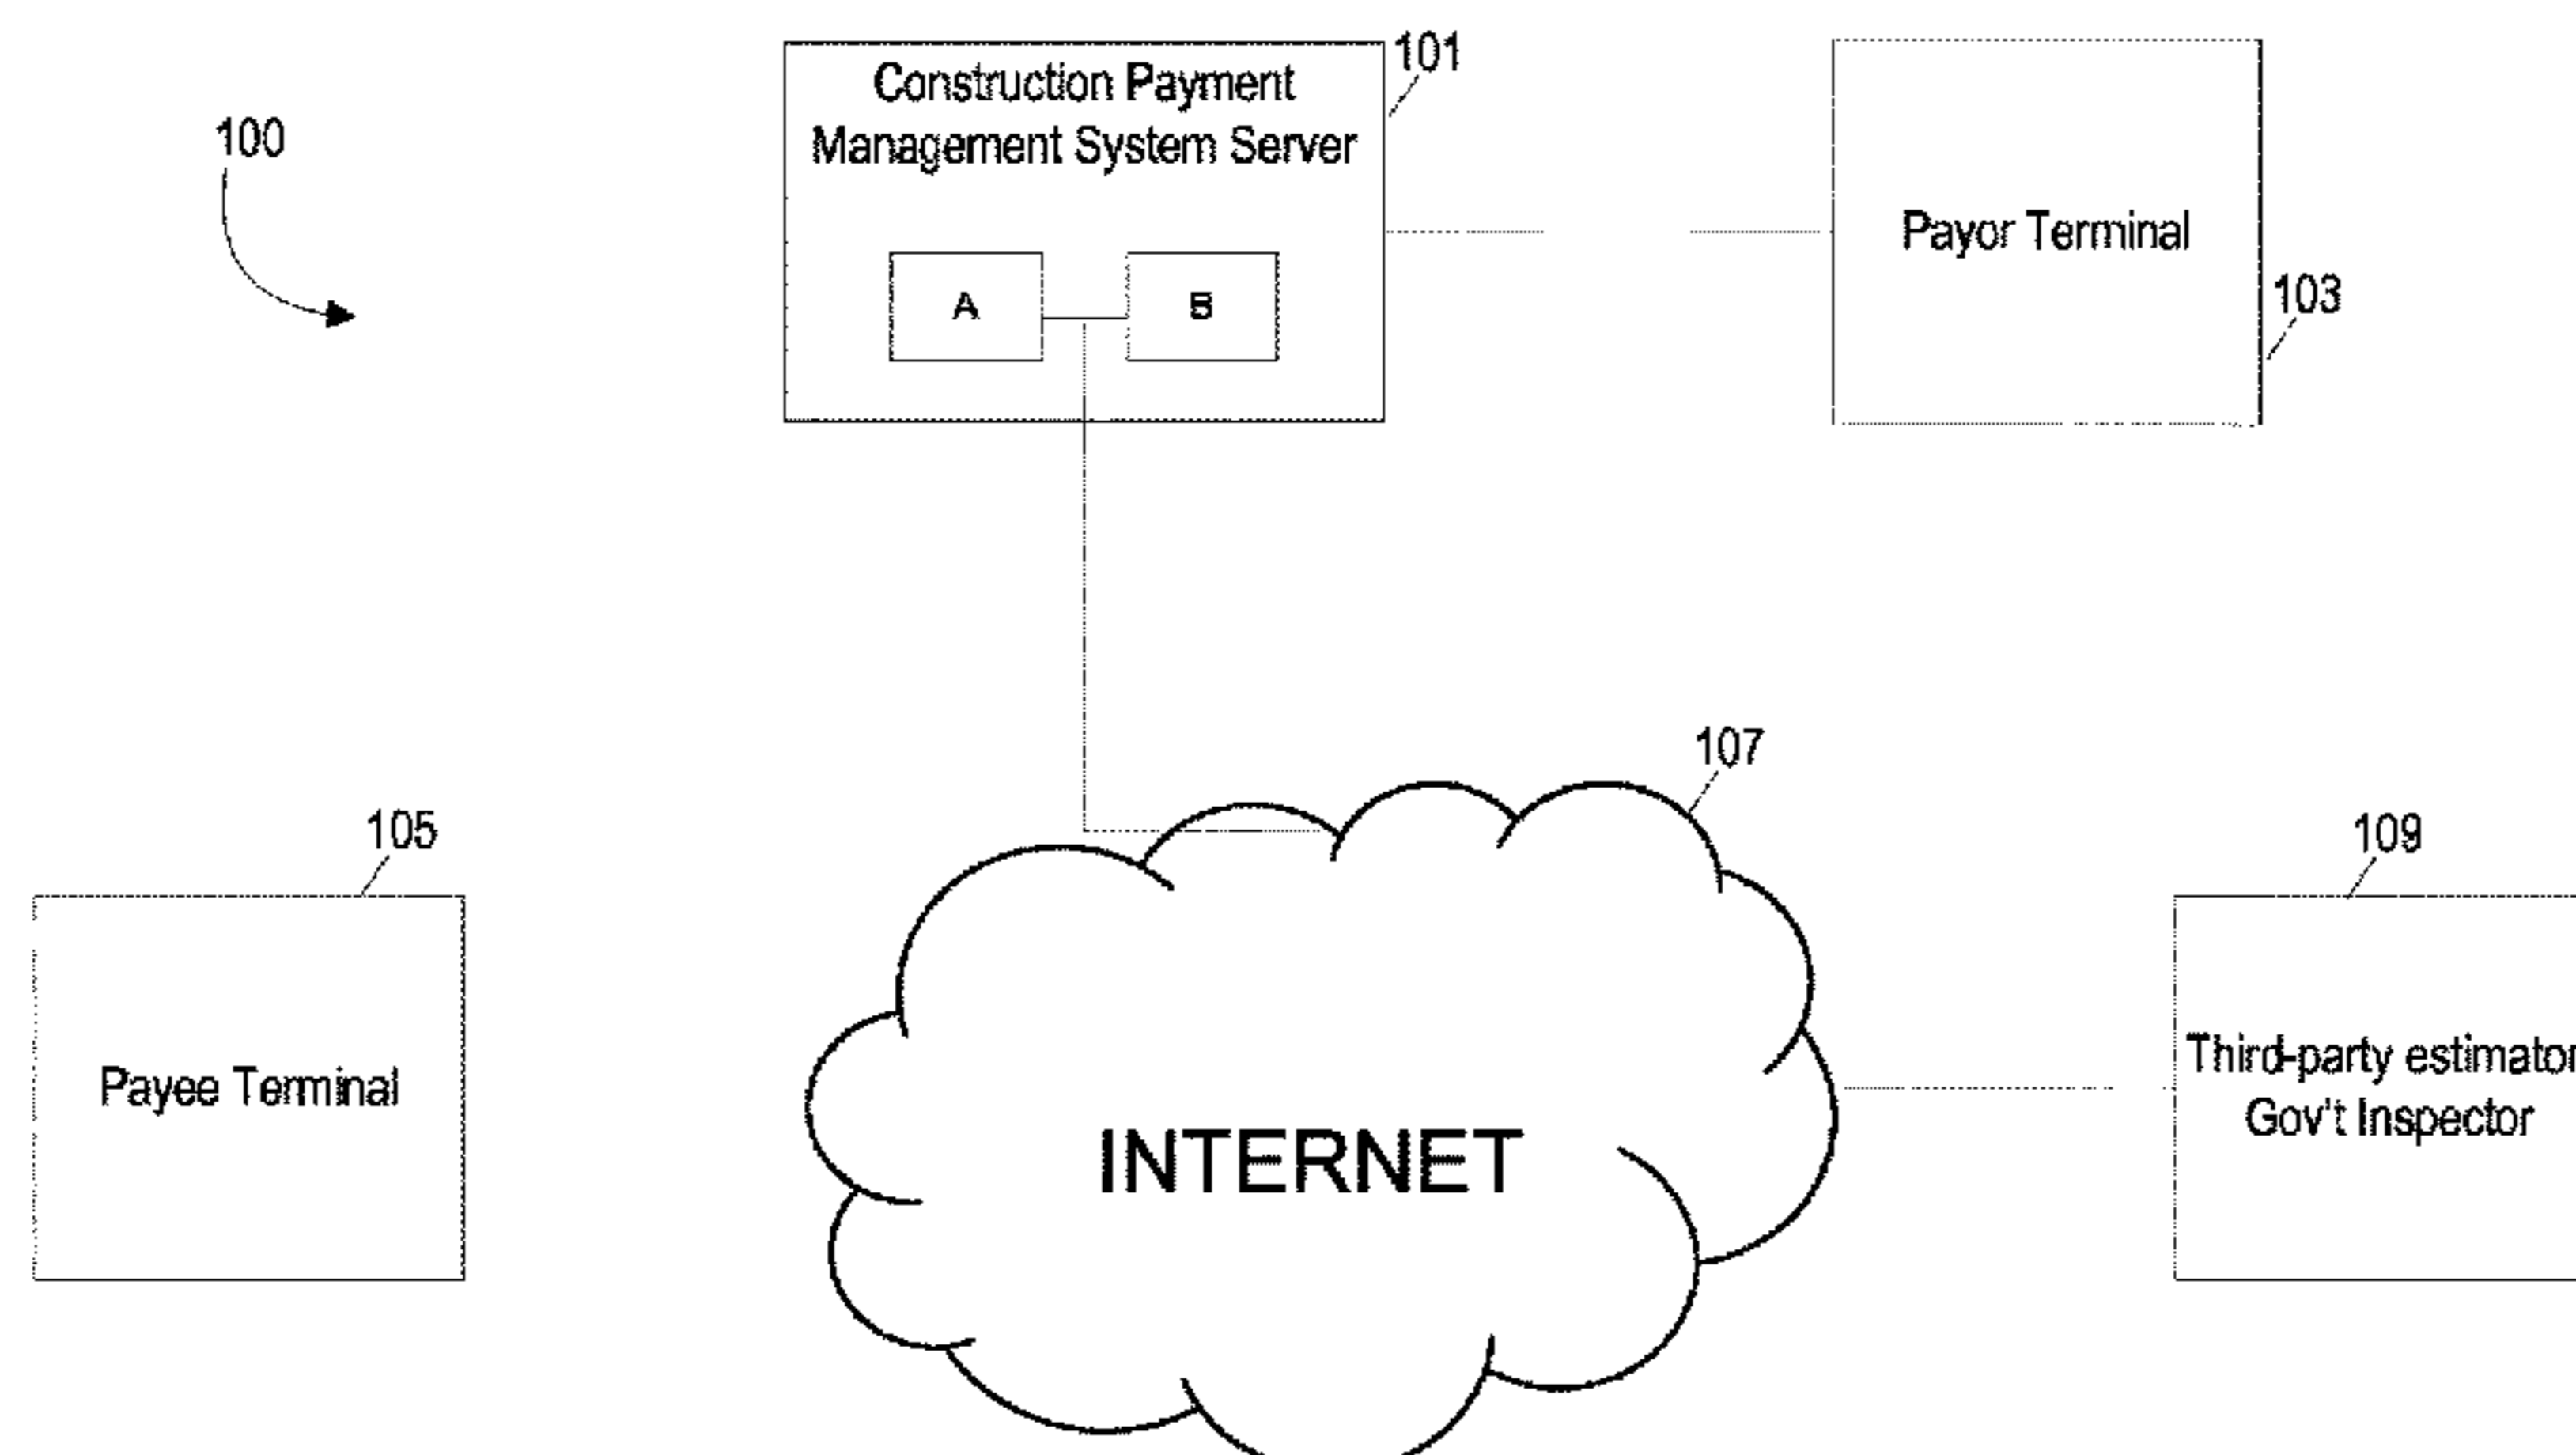 100
Construction Payment
Management System Server
101
A
B
Payor Terminal
103
105
Payee Terminal
107
INTERNET
109
Third-party estimator
Gov't Inspector